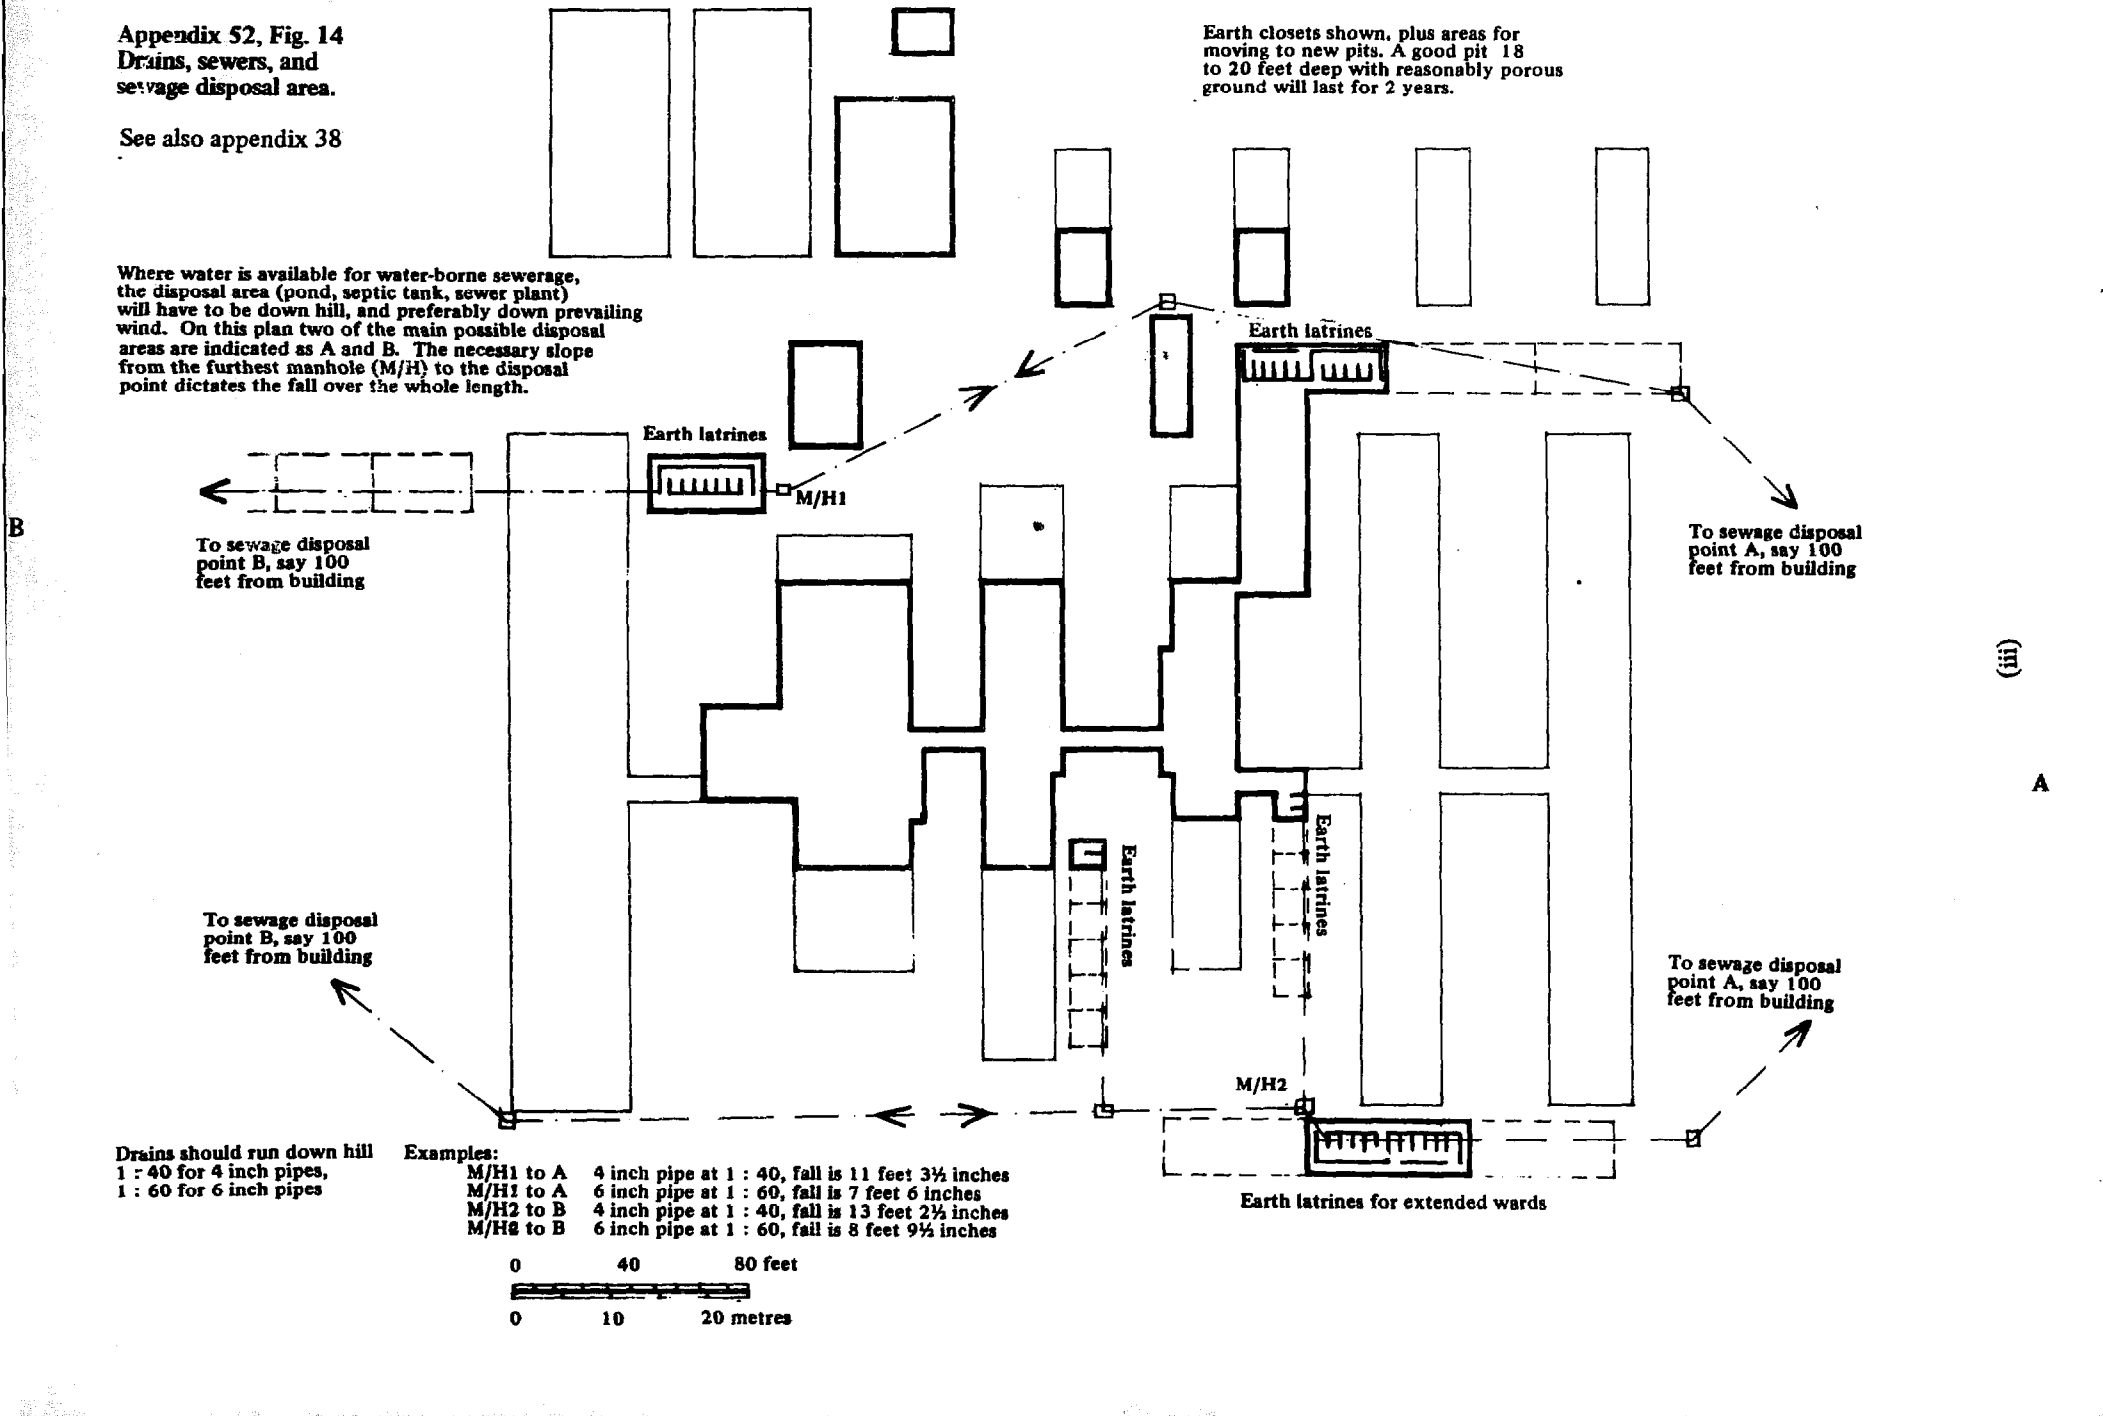 Appendix 52, Fig. 14
Drains, sewers, and
sewage disposal area.
See also appendix 38
Earth closets shown, plus areas for
moving to new pits. A good pit 18
to 20 feet deep with reasonably porous
ground will last for 2 years.
Where water is available for water-borne sewerage,
the disposal area (pond, septic tank, sewer plant)
will have to be down hill, and preferably down prevailing
wind. On this plan two of the main possible disposal
areas are indicated as A and B. The necessary slope
from the furthest manhole (M/H) to the disposal
point dictates the fall over the whole length.
Earth latrines
Earth latrines
M/H1
B
To sewage disposal
point B, say 100
feet from building
To sewage disposal
point A, say 100
feet from building
(iii)
A
Earth latrines
Earth latrines
To sewage disposal
point B, say 100
feet from building
To sewage disposal
point A, say 100
feet from building
M/H2
Earth latrines for extended wards
Drains should run down hill
1 : 40 for 4 inch pipes,
1 : 60 for 6 inch pipes
Examples:
M/H1 to A 4 inch pipe at 1 : 40, fall is 11 feet 3½ inches
M/H1 to A 6 inch pipe at 1 : 60, fall is 7 feet 6 inches
M/H2 to B 4 inch pipe at 1 : 40, fall is 13 feet 2½ inches
M/H2 to B 6 inch pipe at 1 : 60, fall is 8 feet 9½ inches
0 40 80 feet
0 10 20 metres